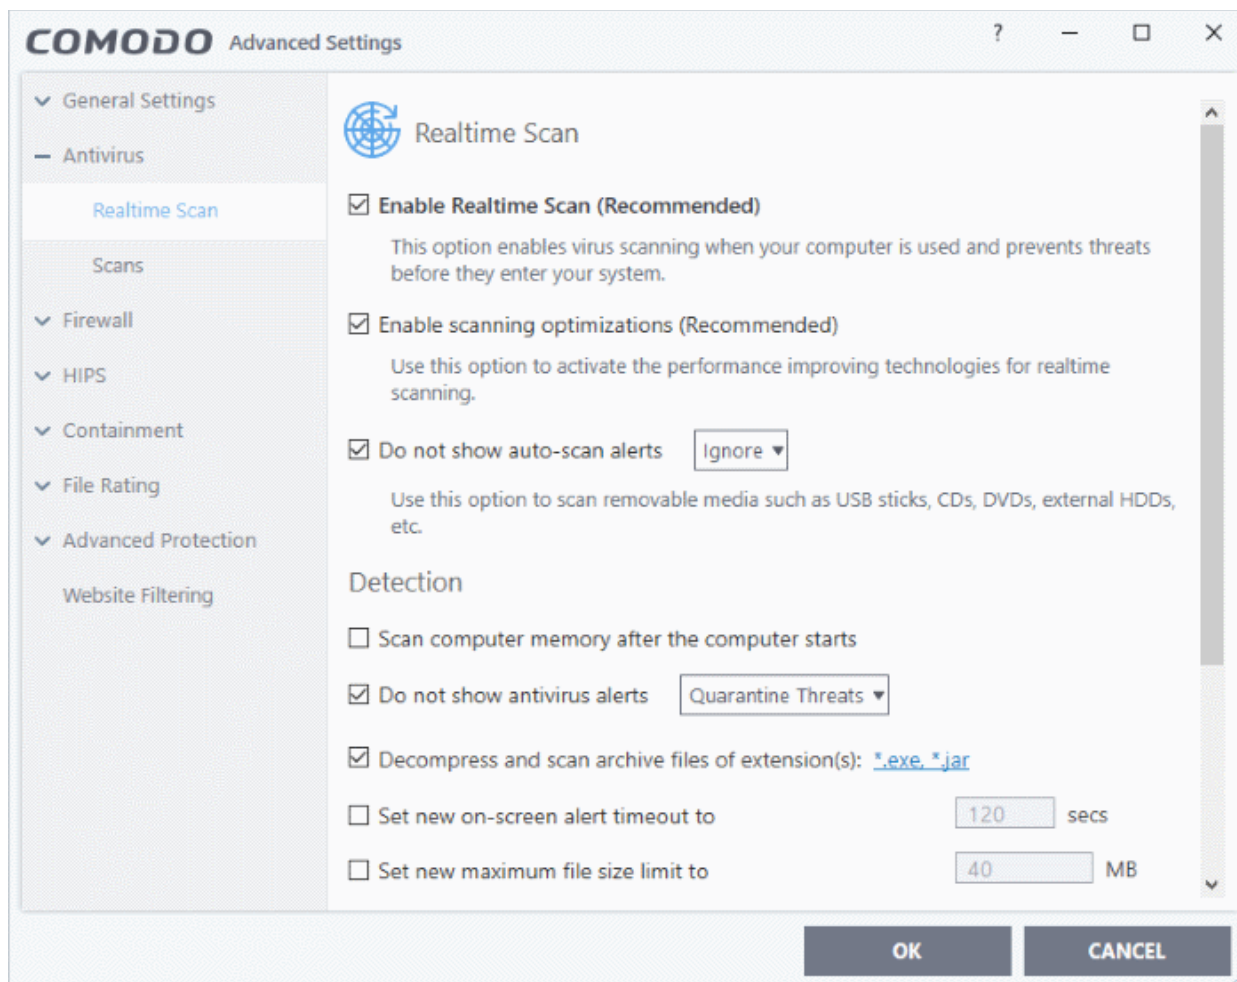 COMODO Advanced Settings
?
General Settings
Antivirus
Realtime Scan
Scans
Firewall
HIPS
Containment
File Rating
Advanced Protection
Website Filtering
Realtime Scan
Enable Realtime Scan (Recommended)
This option enables virus scanning when your computer is used and prevents threats
before they enter your system.
Enable scanning optimizations (Recommended)
Use this option to activate the performance improving technologies for realtime
scanning.
Do not show auto-scan alerts Ignore
Use this option to scan removable media such as USB sticks, CDs, DVDs, external HDDs,
etc.
Detection
Scan computer memory after the computer starts
Do not show antivirus alerts Quarantine Threats
Decompress and scan archive files of extension(s): *.exe, *.jar
Set new on-screen alert timeout to 120 secs
Set new maximum file size limit to 40 MB
OK CANCEL